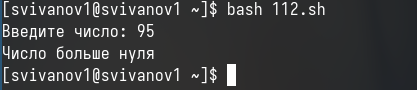 [svivanov1@svivanov1 ~]$ bash 112.sh
Введите число: 95
Число больше нуля
[svivanov1@svivanov1 ~]$